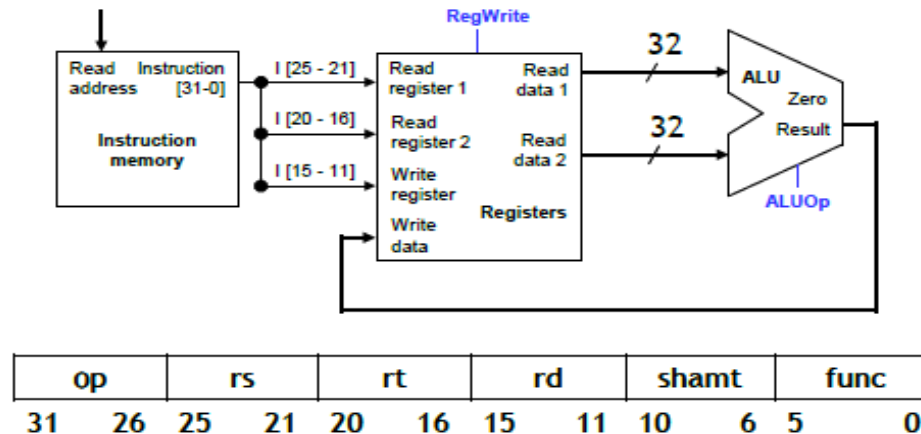 RegWrite
Read address
Instruction [31-0]
Instruction memory
I [25 - 21]
I [20 - 16]
I [15 - 11]
Read register 1
Read register 2
Write register
Write data
Read data 1
Read data 2
Registers
32
32
ALU
Zero
Result
ALUOp
op rs rt rd shamt func
31 26 25 21 20 16 15 11 10 6 5 0